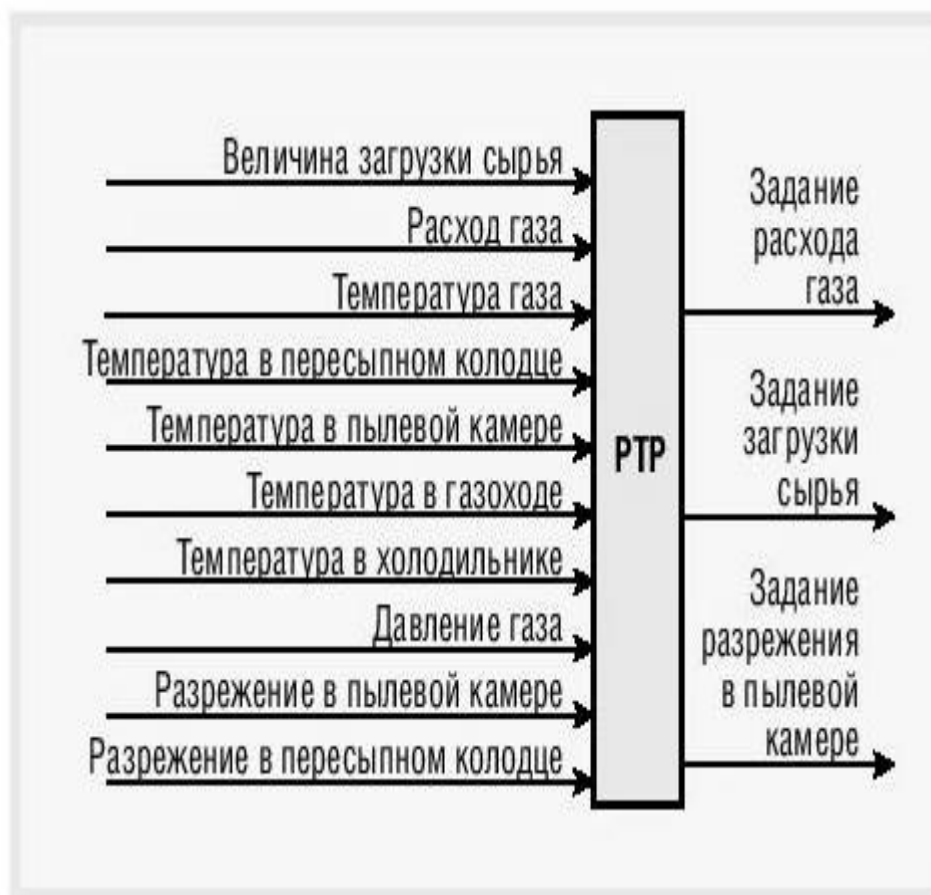 Величина загрузки сырья
Расход газа
Температура газа
Температура в пересыпном колодце
Температура в пылевой камере
Температура в газоходе
Температура в холодильнике
Давление газа
Разрежение в пылевой камере
Разрежение в пересыпном колодце
РТР
Задание
расхода
газа
Задание
загрузки
сырья
Задание
разрежения
в пылевой
камере